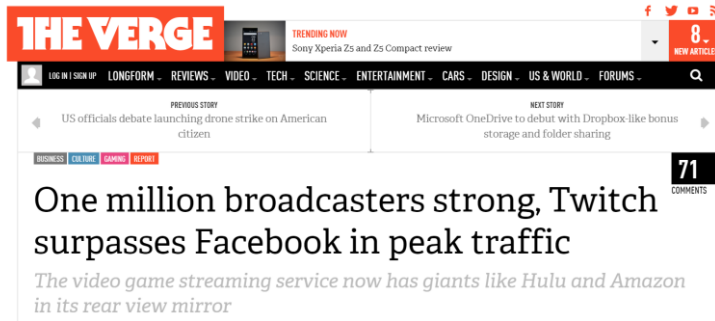 THE VERGE
TRENDING NOW
Sony Xperia Z5 and Z5 Compact review
8
NEW ARTICLE
LOG IN | SIGN UP LONGFORM REVIEWS VIDEO TECH SCIENCE ENTERTAINMENT CARS DESIGN US & WORLD FORUMS
PREVIOUS STORY
US officials debate launching drone strike on American
citizen
NEXT STORY
Microsoft OneDrive to debut with Dropbox-like bonus
storage and folder sharing
BUSINESS CULTURE GAMING REPORT
71
COMMENTS
One million broadcasters strong, Twitch
surpasses Facebook in peak traffic
The video game streaming service now has giants like Hulu and Amazon
in its rear view mirror